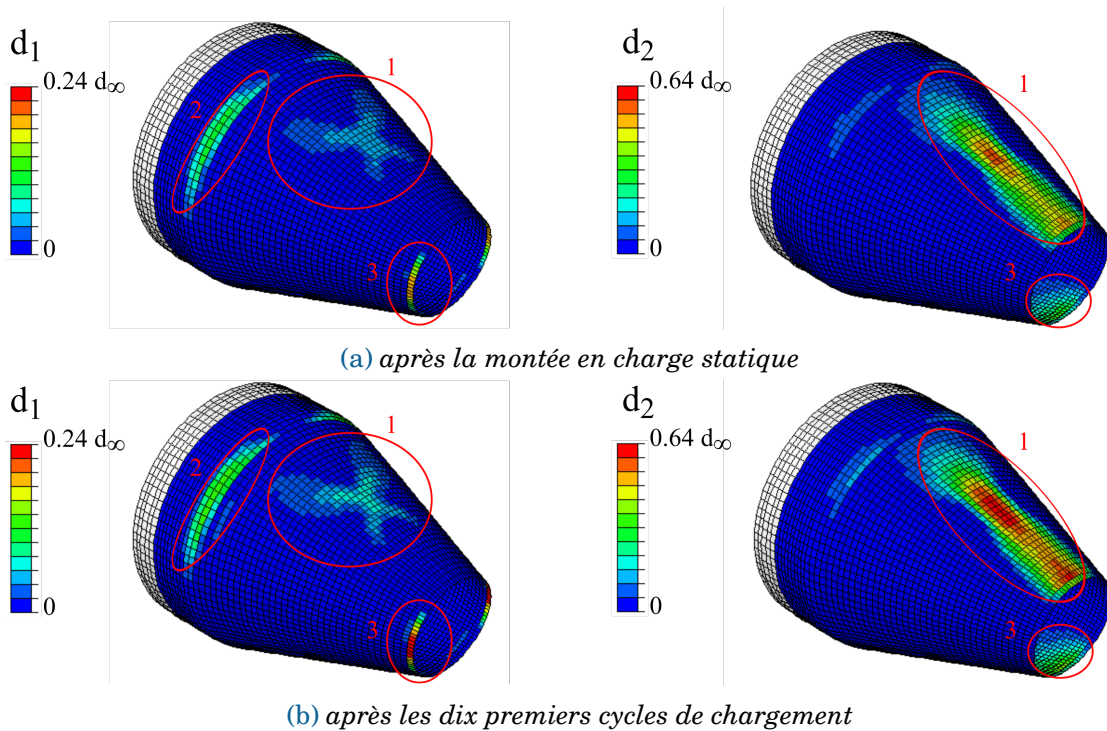 d₁
0.24 d∞
0
1
2
3
d₂
0.64 d∞
0
1
3
(a) après la montée en charge statique
d₁
0.24 d∞
0
1
2
3
d₂
0.64 d∞
0
1
3
(b) après les dix premiers cycles de chargement